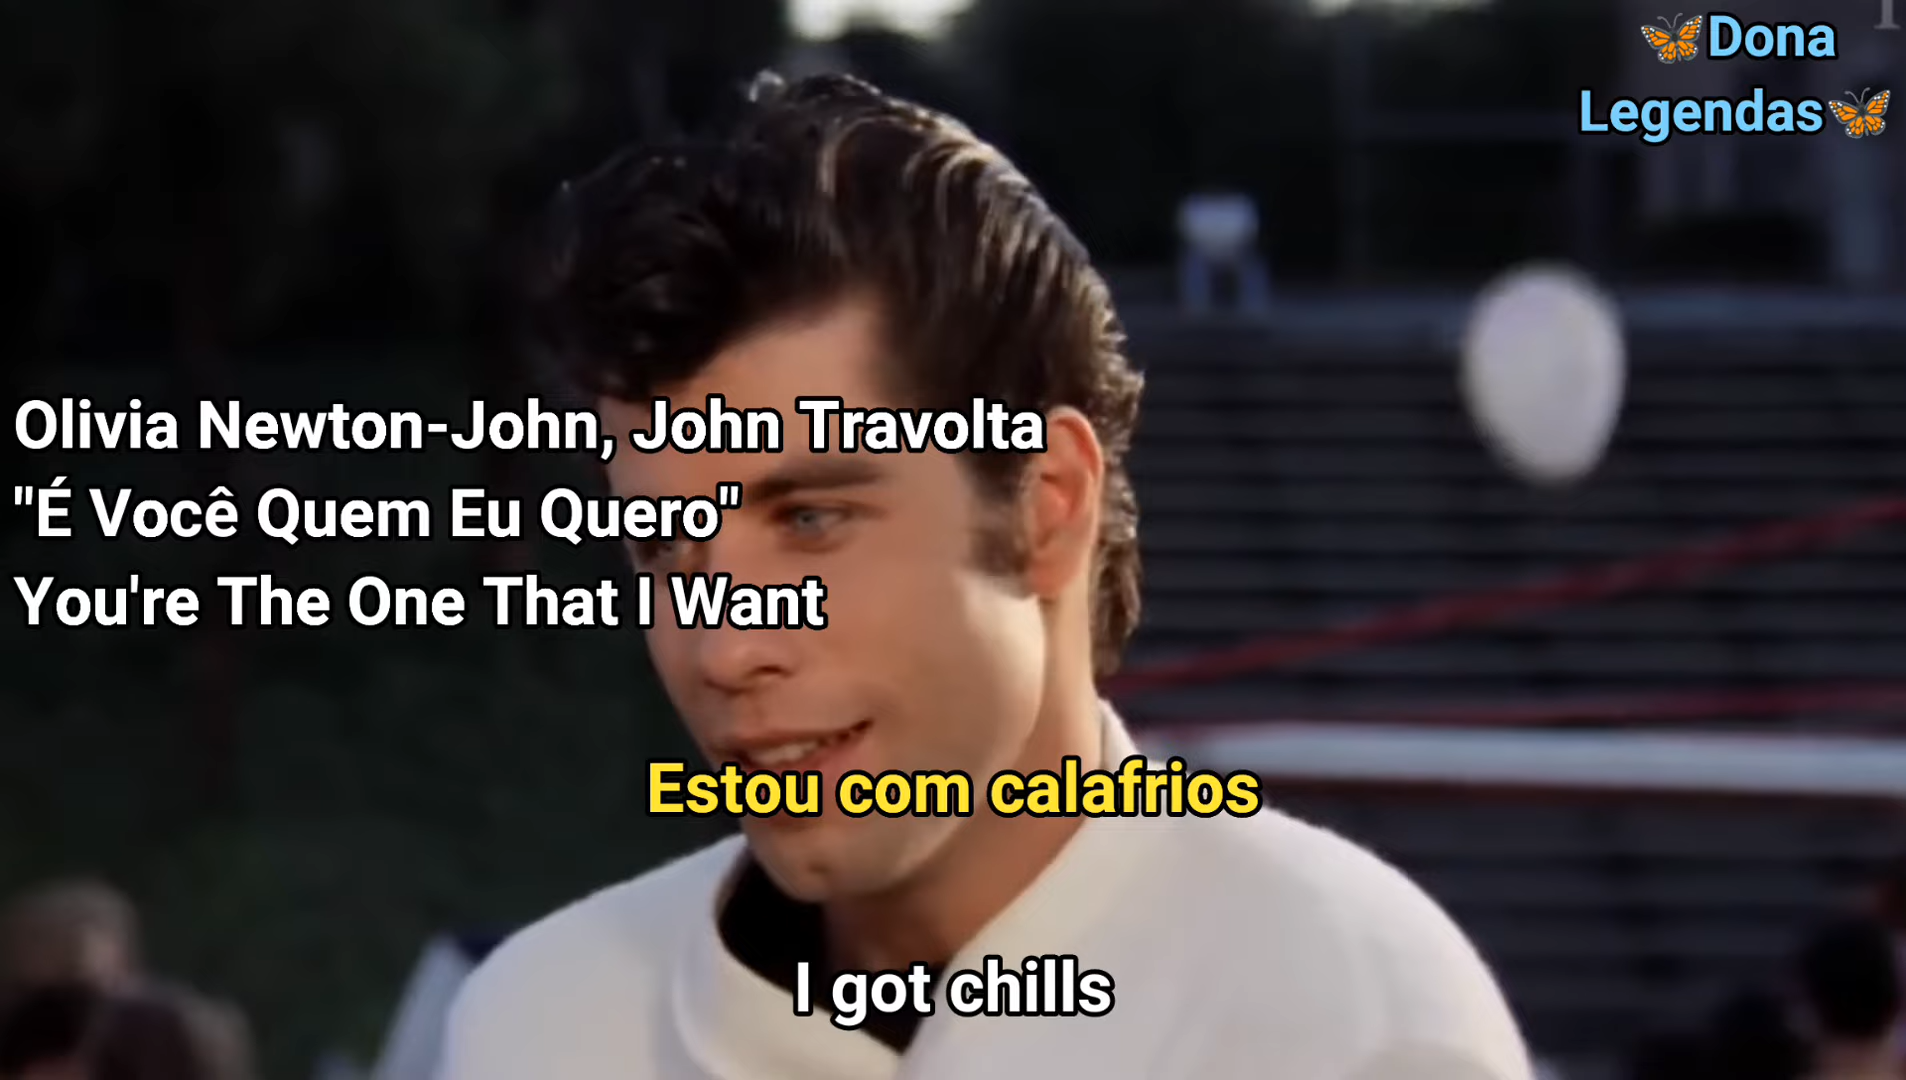 🦋Dona
Legendas🦋
Olivia Newton-John, John Travolta
"É Você Quem Eu Quero"
You're The One That I Want
Estou com calafrios
I got chills